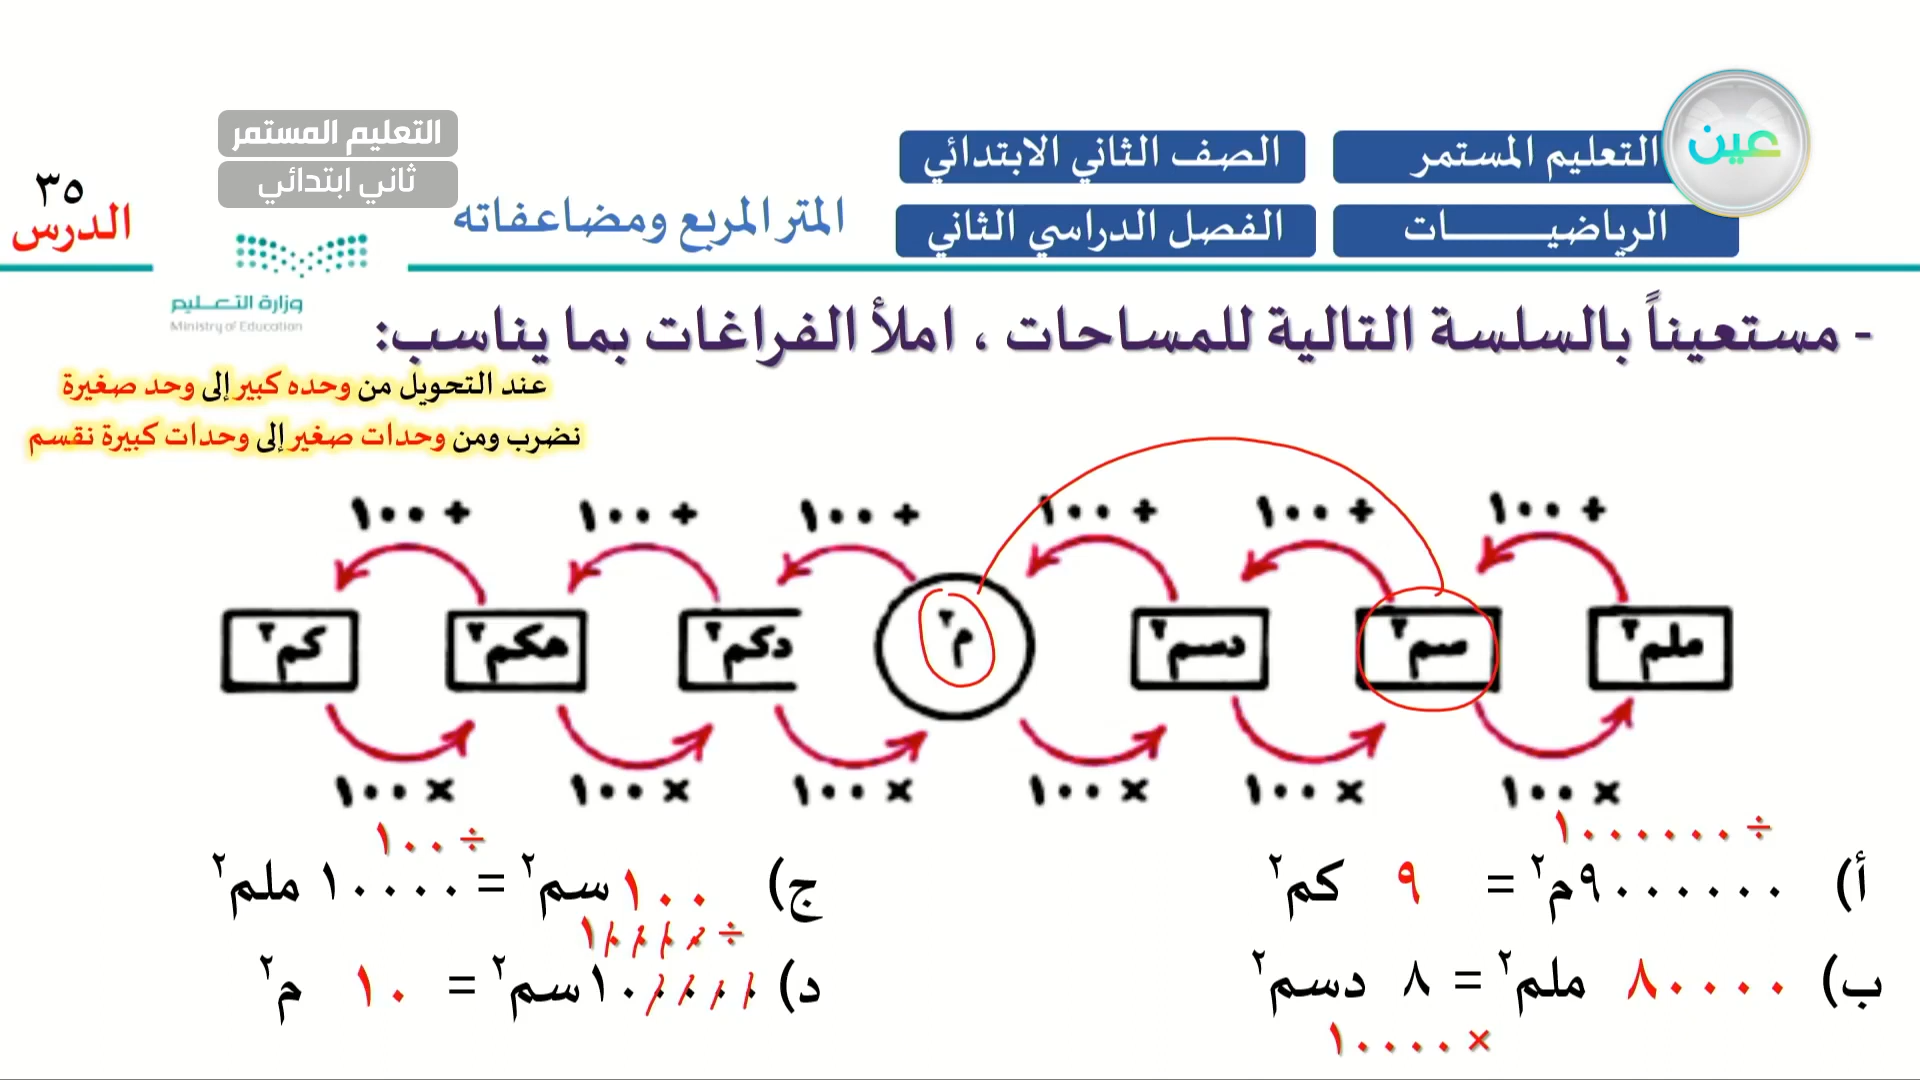 عين
التعليم المستمر
الصف الثاني الابتدائي
الرياضيـــــــــات
الفصل الدراسي الثاني
المتر المربع ومضاعفاته
التعليم المستمر
ثاني ابتدائي
٣٥
الدرس
وزارة التعـــليم
Ministry of Education
- مستعيناً بالسلسة التالية للمساحات ، املأ الفراغات بما يناسب:
عند التحويل من وحده كبير إلى وحد صغيرة
نضرب ومن وحدات صغير إلى وحدات كبيرة نقسم
÷ ١٠٠ ÷ ١٠٠ ÷ ١٠٠ ÷ ١٠٠ ÷ ١٠٠ ÷ ١٠٠
ملم٢ سم٢ دسم٢ م٢ دكم٢ هكم٢ كم٢
× ١٠٠ × ١٠٠ × ١٠٠ × ١٠٠ × ١٠٠ × ١٠٠
÷ ١٠٠٠٠٠٠
أ) ٩٠٠٠٠٠٠م٢ = ٩ كم٢
ب) ٨٠٠٠٠ ملم٢ = ٨ دسم٢
× ١٠٠٠٠
÷ ١٠٠
ج) ١٠٠ سم٢ = ١٠٠٠٠ ملم٢
÷ ١٠٠٠٠
د) ١٠٠٠٠٠سم٢ = ١٠ م٢